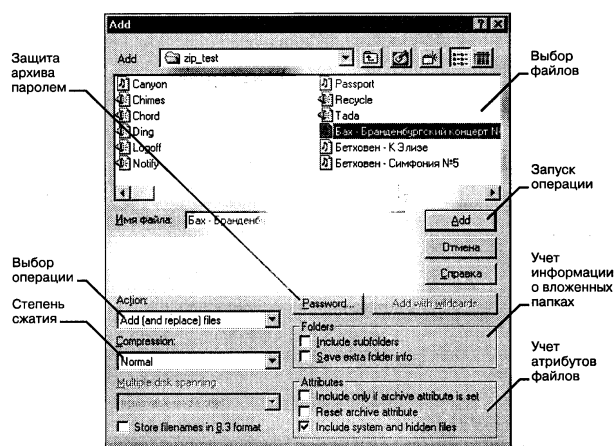 Add
Защита
архива
паролем
Add
zip_test
Выбор
файлов
Canyon
Chimes
Chord
Ding
Logoff
Notify
Passport
Recycle
Tada
Бах - Бранденбургский концерт N
Бетховен - К Элизе
Бетховен - Симфония №5
Имя файла:
Бах - Бранденб
Add
Отмена
Справка
Запуск
операции
Выбор
операции
Степень
сжатия
Учет
информации
о вложенных
папках
Учет
атрибутов
файлов
Action:
Add (and replace) files
Compression:
Normal
Multiple disk spanning
Store filenames in 8.3 format
Password...
Add with wildcards
Folders
Include subfolders
Save extra folder info
Attributes
Include only if archive attribute is set
Reset archive attribute
Include system and hidden files